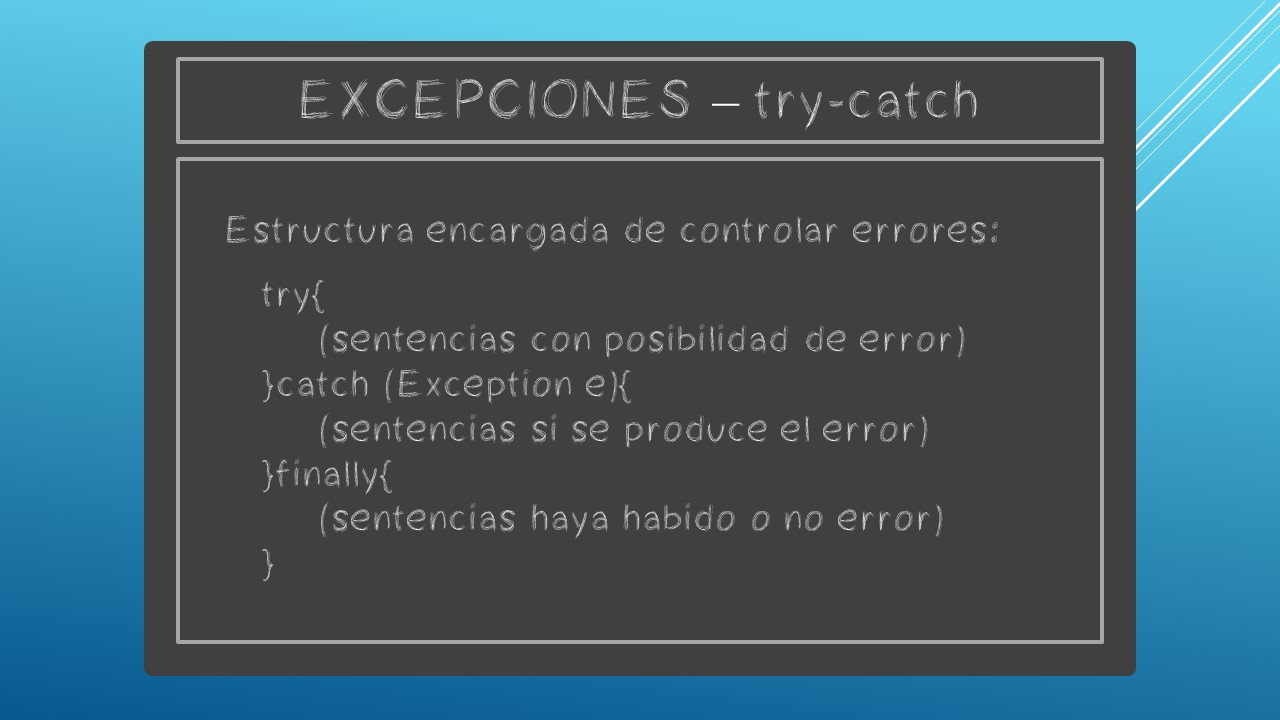 EXCEPCIONES – try-catch
Estructura encargada de controlar errores:
try{
(sentencias con posibilidad de error)
}catch (Exception e){
(sentencias si se produce el error)
}finally{
(sentencias haya habido o no error)
}